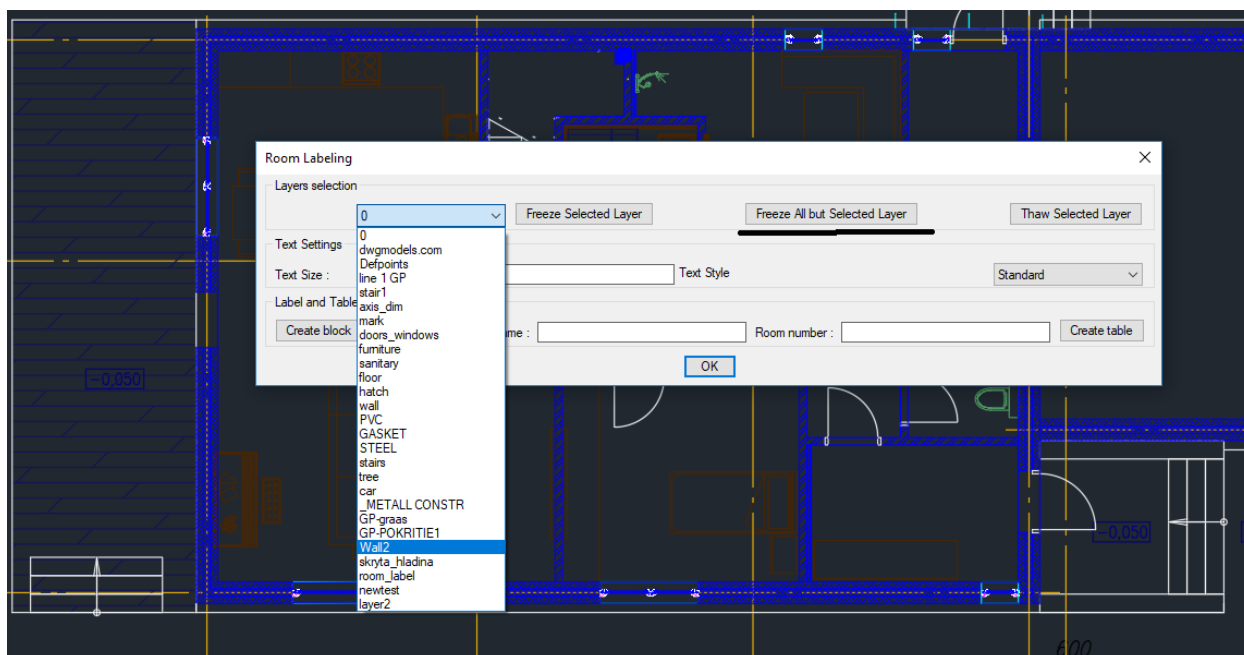 Room Labeling
Layers selection
0
Freeze Selected Layer
Freeze All but Selected Layer
Thaw Selected Layer
0
dwgmodels.com
Defpoints
line 1 GP
stair1
axis_dim
mark
doors_windows
furniture
sanitary
floor
hatch
wall
PVC
GASKET
STEEL
stairs
tree
car
_METALL CONSTR
GP-graas
GP-POKRITIE1
Wall2
skryta_hladina
room_label
newtest
layer2
Text Settings
Text Size :
Text Style
Standard
Label and Table
Create block
me :
Room number :
Create table
OK
-0,050
-0,050
600